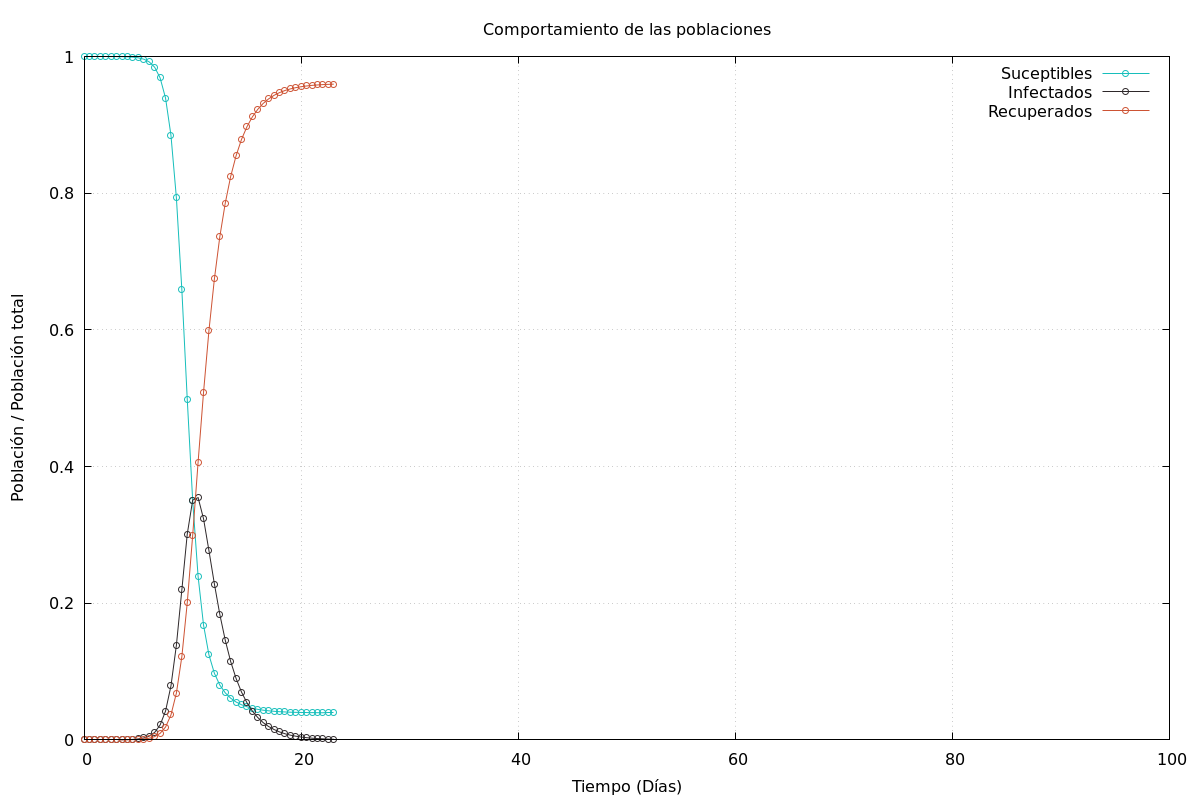 Comportamiento de las poblaciones
Suceptibles
Infectados
Recuperados
1
0.8
0.6
0.4
0.2
0
Población / Población total
0 20 40 60 80 100
Tiempo (Días)